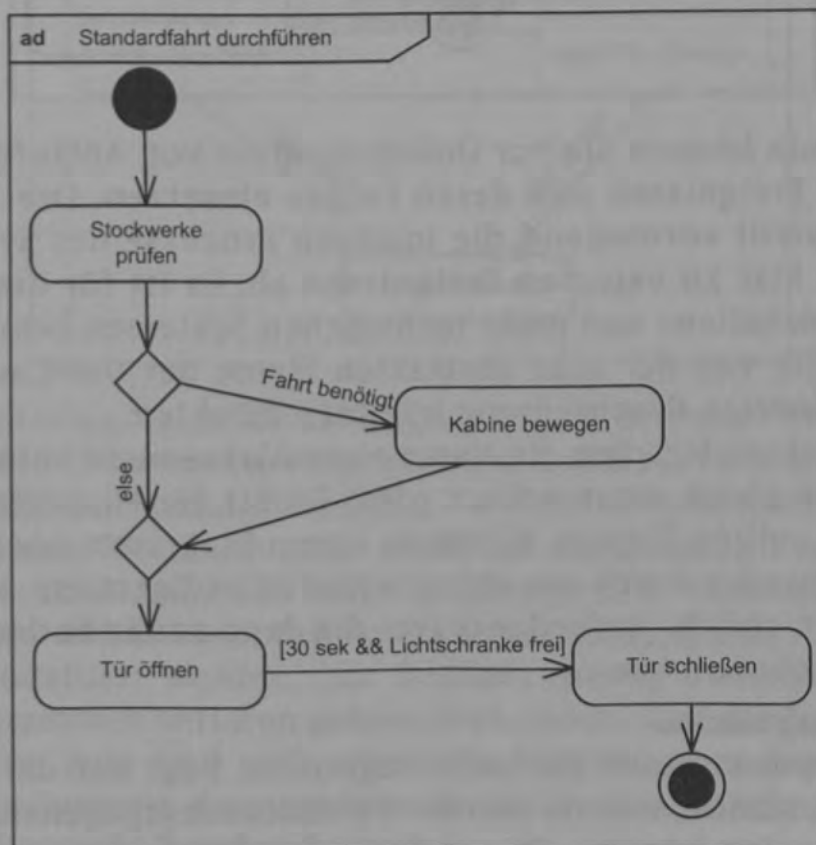 ad Standardfahrt durchführen
Stockwerke
prüfen
Fahrt benötigt
Kabine bewegen
else
[30 sek && Lichtschranke frei]
Tür öffnen
Tür schließen